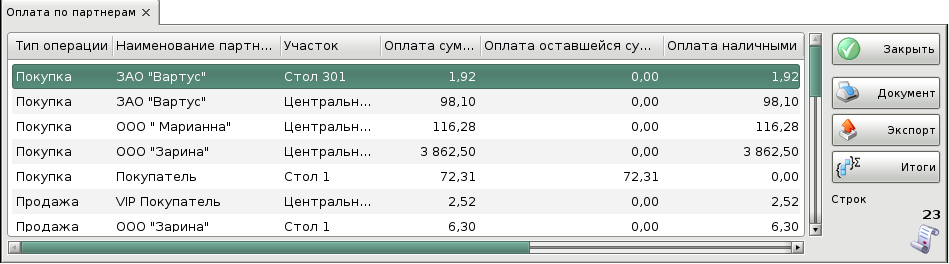 Оплата по партнерам
Тип операции Наименование партн... Участок Оплата сум... Оплата оставшейся су... Оплата наличными
Покупка ЗАО "Вартус" Стол 301 1,92 0,00 1,92
Покупка ЗАО "Вартус" Центральн... 98,10 0,00 98,10
Покупка ООО " Марианна" Центральн... 116,28 0,00 116,28
Покупка ООО "Зарина" Центральн... 3 862,50 0,00 3 862,50
Покупка Покупатель Стол 1 72,31 72,31 0,00
Продажа VIP Покупатель Центральн... 2,52 0,00 2,52
Продажа ООО "Зарина" Стол 1 6,30 0,00 6,30
Закрыть
Документ
Экспорт
{}Σ Итоги
Строк
23